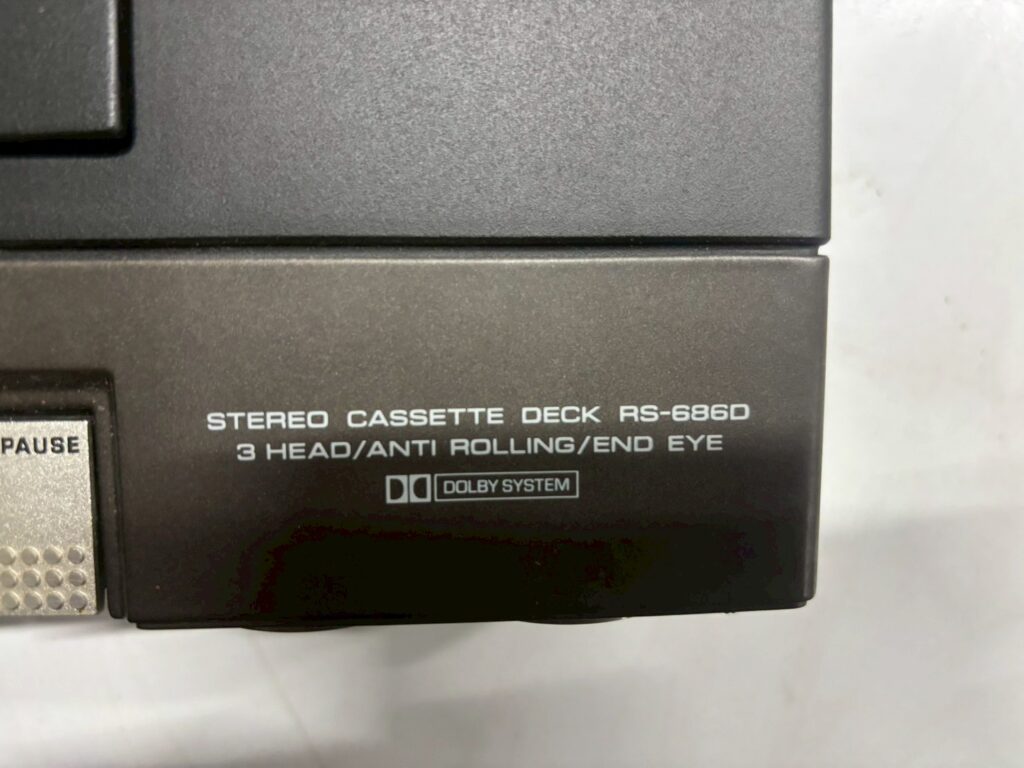 STEREO CASSETTE DECK RS-686D
3 HEAD/ANTI ROLLING/END EYE
PAUSE
DOLBY SYSTEM